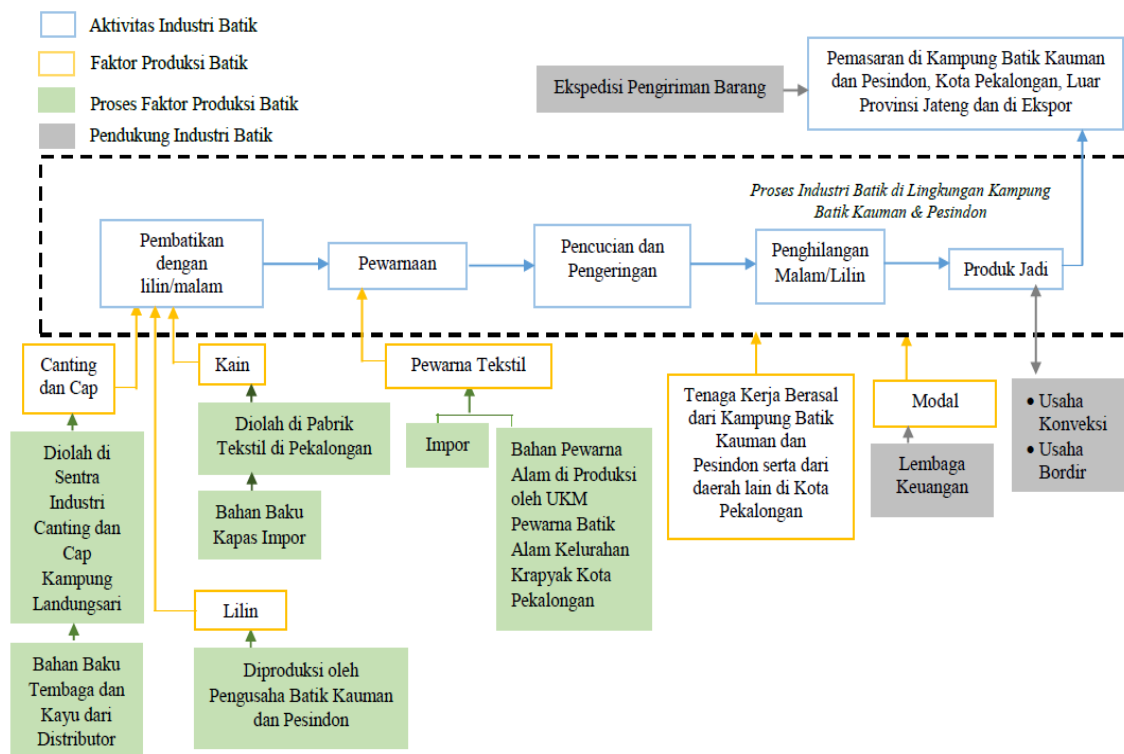 Aktivitas Industri Batik
Faktor Produksi Batik
Proses Faktor Produksi Batik
Pendukung Industri Batik
Ekspedisi Pengiriman Barang
Pemasaran di Kampung Batik Kauman
dan Pesindon, Kota Pekalongan, Luar
Provinsi Jateng dan di Ekspor
Proses Industri Batik di Lingkungan Kampung
Batik Kauman & Pesindon
Pembatikan
dengan
lilin/malam
Pewarnaan
Pencucian dan
Pengeringan
Penghilangan
Malam/Lilin
Produk Jadi
Canting
dan Cap
Diolah di
Sentra
Industri
Canting dan
Cap
Kampung
Landungsari
Bahan Baku
Tembaga dan
Kayu dari
Distributor
Kain
Diolah di Pabrik
Tekstil di Pekalongan
Bahan Baku
Kapas Impor
Lilin
Diproduksi oleh
Pengusaha Batik Kauman
dan Pesindon
Pewarna Tekstil
Impor
Bahan Pewarna
Alam di Produksi
oleh UKM
Pewarna Batik
Alam Kelurahan
Krapyak Kota
Pekalongan
Tenaga Kerja Berasal
dari Kampung Batik
Kauman dan
Pesindon serta dari
daerah lain di Kota
Pekalongan
Modal
Lembaga
Keuangan
• Usaha
Konveksi
• Usaha
Bordir